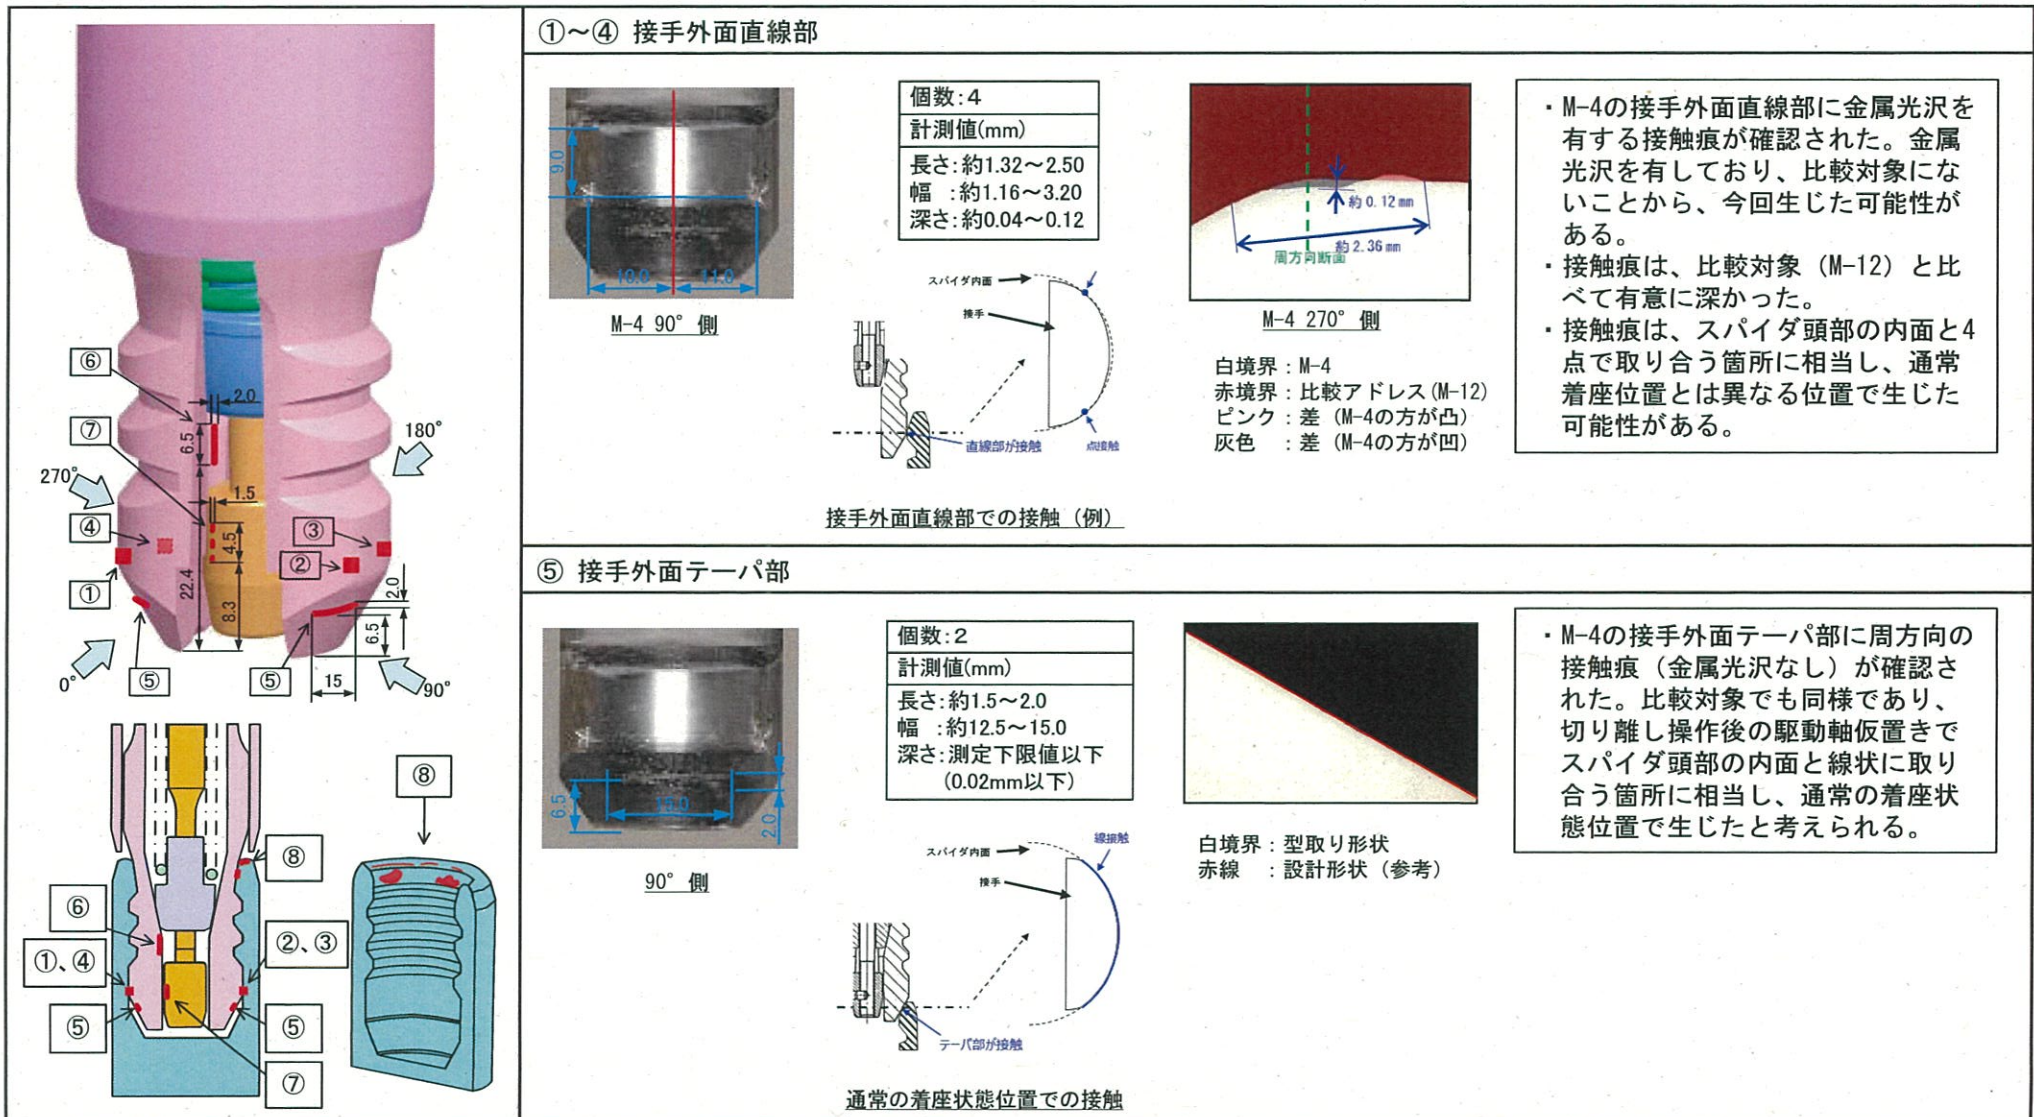 ⑥
2.0
⑦
6.5
180°
270°
1.5
④
③
4.5
②
①
22.4
8.3
2.0
6.5
0°
⑤
⑤
15
90°
⑧
⑧
⑥
①、④
②、③
⑤
⑤
⑦
①～④ 接手外面直線部
9.0
10.0
11.0
M-4 90° 側
個数:4
計測値(mm)
長さ:約1.32～2.50
幅 :約1.16～3.20
深さ:約0.04～0.12
スパイダ内面
接手
直線部が接触
点接触
接手外面直線部での接触（例）
約0.12㎜
約2.36㎜
周方向断面
M-4 270° 側
白境界：M-4
赤境界：比較アドレス(M-12)
ピンク：差（M-4の方が凸）
灰色 ：差（M-4の方が凹）
・M-4の接手外面直線部に金属光沢を
有する接触痕が確認された。金属
光沢を有しており、比較対象にな
いことから、今回生じた可能性が
ある。
・接触痕は、比較対象（M-12）と比
べて有意に深かった。
・接触痕は、スパイダ頭部の内面と4
点で取り合う箇所に相当し、通常
着座位置とは異なる位置で生じた
可能性がある。
⑤ 接手外面テーパ部
6.5
15.0
2.0
90° 側
個数:2
計測値(mm)
長さ:約1.5～2.0
幅 :約12.5～15.0
深さ:測定下限値以下
(0.02mm以下)
スパイダ内面
線接触
接手
テーパ部が接触
通常の着座状態位置での接触
白境界：型取り形状
赤線 ：設計形状（参考）
・M-4の接手外面テーパ部に周方向の
接触痕（金属光沢なし）が確認さ
れた。比較対象でも同様であり、
切り離し操作後の駆動軸仮置きで
スパイダ頭部の内面と線状に取り
合う箇所に相当し、通常の着座状
態位置で生じたと考えられる。